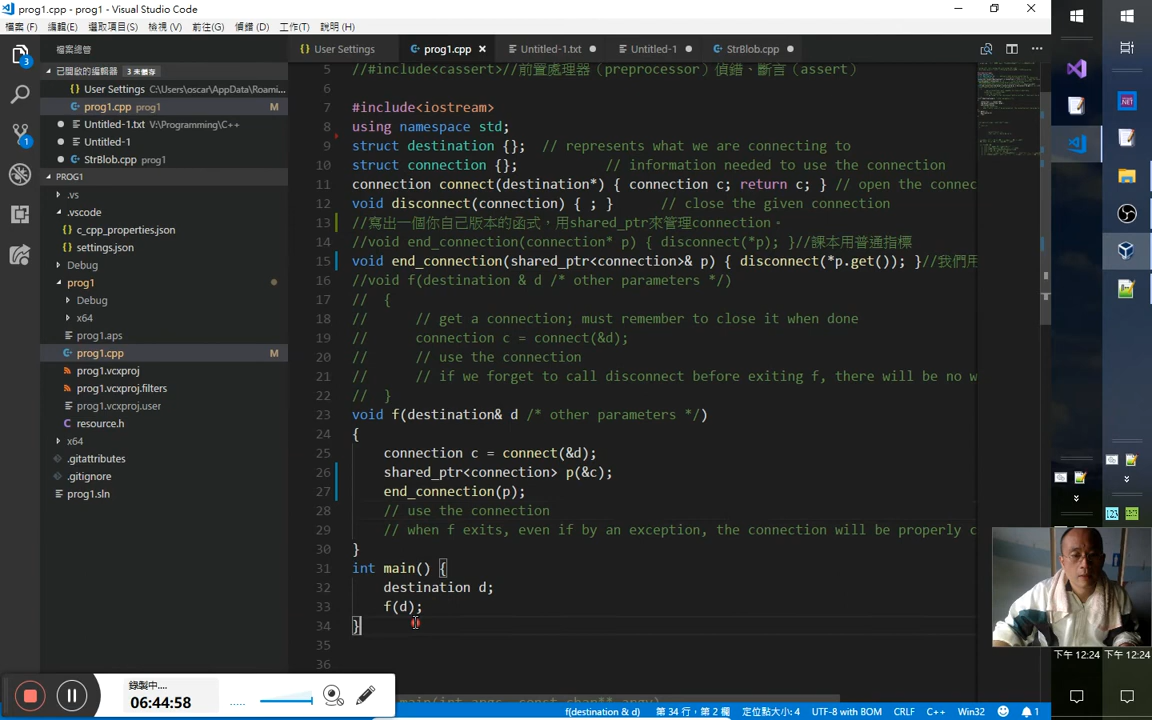 prog1.cpp - prog1 - Visual Studio Code
檔案 (F) 編輯(E) 選取項目(S) 檢視 (V) 前往(G) 偵錯 (D) 工作(T) 說明 (H)
檔案總管
已開啟的編輯器 3 未儲存
User Settings C:\Users\oscar\AppData\Roami...
prog1.cpp prog1 M
Untitled-1.txt V:\Programming\C++
Untitled-1
StrBlob.cpp prog1
PROG1
.vs
.vscode
c_cpp_properties.json
settings.json
Debug
prog1
Debug
x64
prog1.aps
prog1.cpp M
prog1.vcxproj
prog1.vcxproj.filters
prog1.vcxproj.user
resource.h
x64
.gitattributes
.gitignore
prog1.sln
3
1
{ } User Settings prog1.cpp × Untitled-1.txt Untitled-1 StrBlob.cpp
5 //#include<cassert>//前置處理器（preprocessor）偵錯、斷言（assert）
6
7 #include<iostream>
8 using namespace std;
9 struct destination {};  // represents what we are connecting to
10 struct connection {};           // information needed to use the connection
11 connection connect(destination*) { connection c; return c; } // open the connec
12 void disconnect(connection) { ; }      // close the given connection
13 //寫出一個你自己版本的函式，用shared_ptr來管理connection。
14 //void end_connection(connection* p) { disconnect(*p); }//課本用普通指標
15 void end_connection(shared_ptr<connection>& p) { disconnect(*p.get()); }//我們用
16 //void f(destination & d /* other parameters */)
17 //  {
18 //      // get a connection; must remember to close it when done
19 //      connection c = connect(&d);
20 //      // use the connection
21 //      // if we forget to call disconnect before exiting f, there will be no w
22 //  }
23 void f(destination& d /* other parameters */)
24 {
25     connection c = connect(&d);
26     shared_ptr<connection> p(&c);
27     end_connection(p);
28     // use the connection
29     // when f exits, even if by an exception, the connection will be properly c
30 }
31 int main() {
32     destination d;
33     f(d);
34 }
35
36
錄製中....
06:44:58
f(destination & d) 第 34 行，第 2 欄 定位點大小: 4 UTF-8 with BOM CRLF C++ Win32 1
下午 12:24 下午 12:24